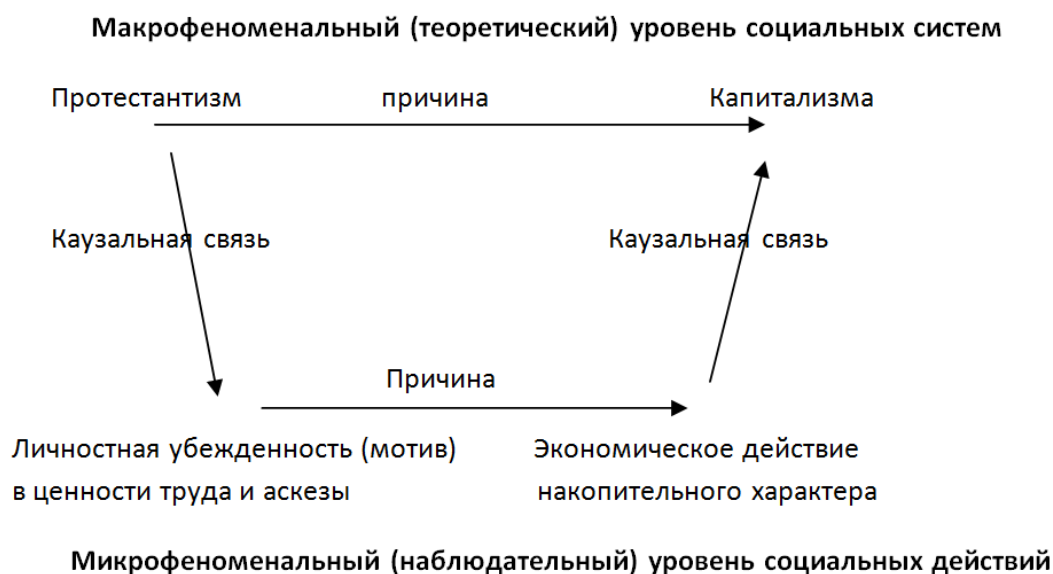 Макрофеноменальный (теоретический) уровень социальных систем
Протестантизм причина Капитализма
Каузальная связь Каузальная связь
Причина
Личностная убежденность (мотив) Экономическое действие
в ценности труда и аскезы накопительного характера
Микрофеноменальный (наблюдательный) уровень социальных действий